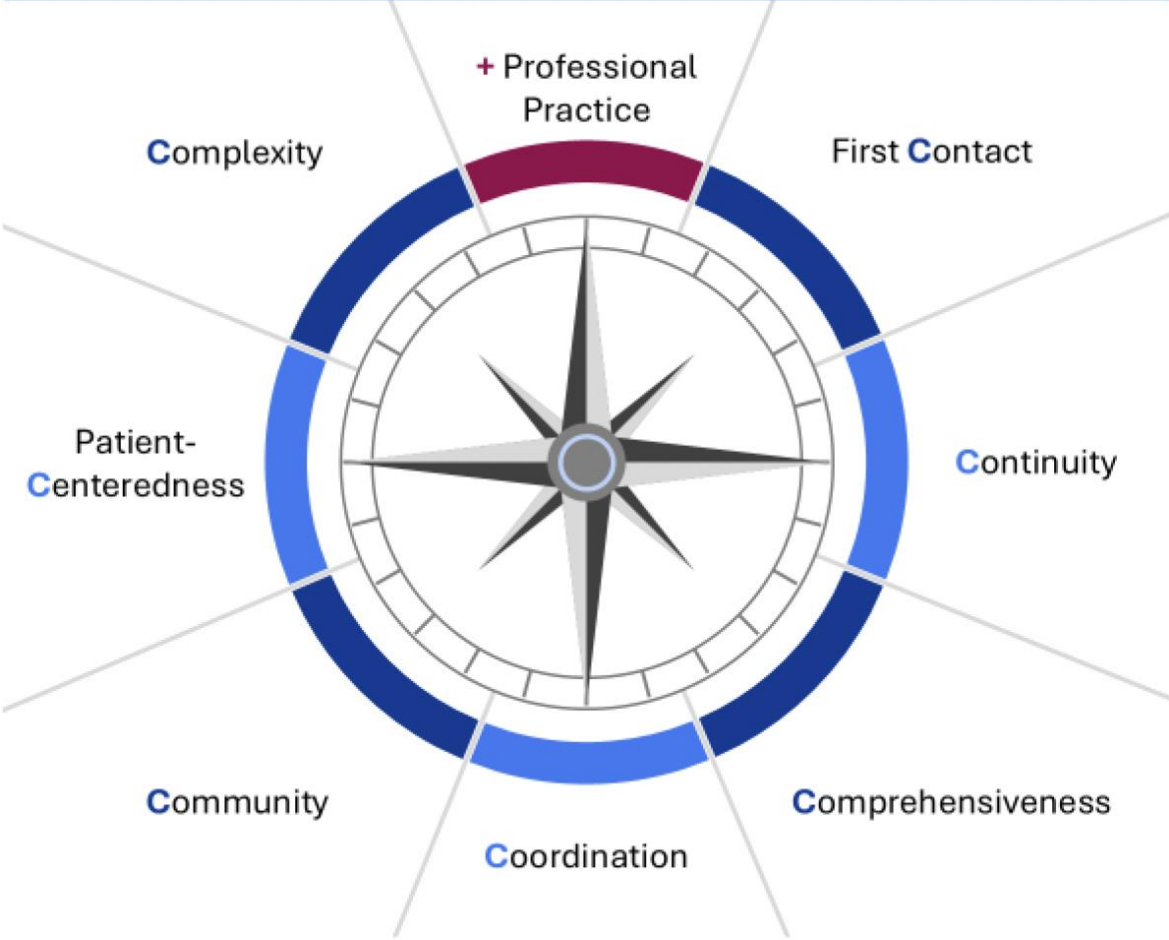 + Professional
Practice
Complexity
First Contact
Patient-
Centeredness
Continuity
Community
Comprehensiveness
Coordination